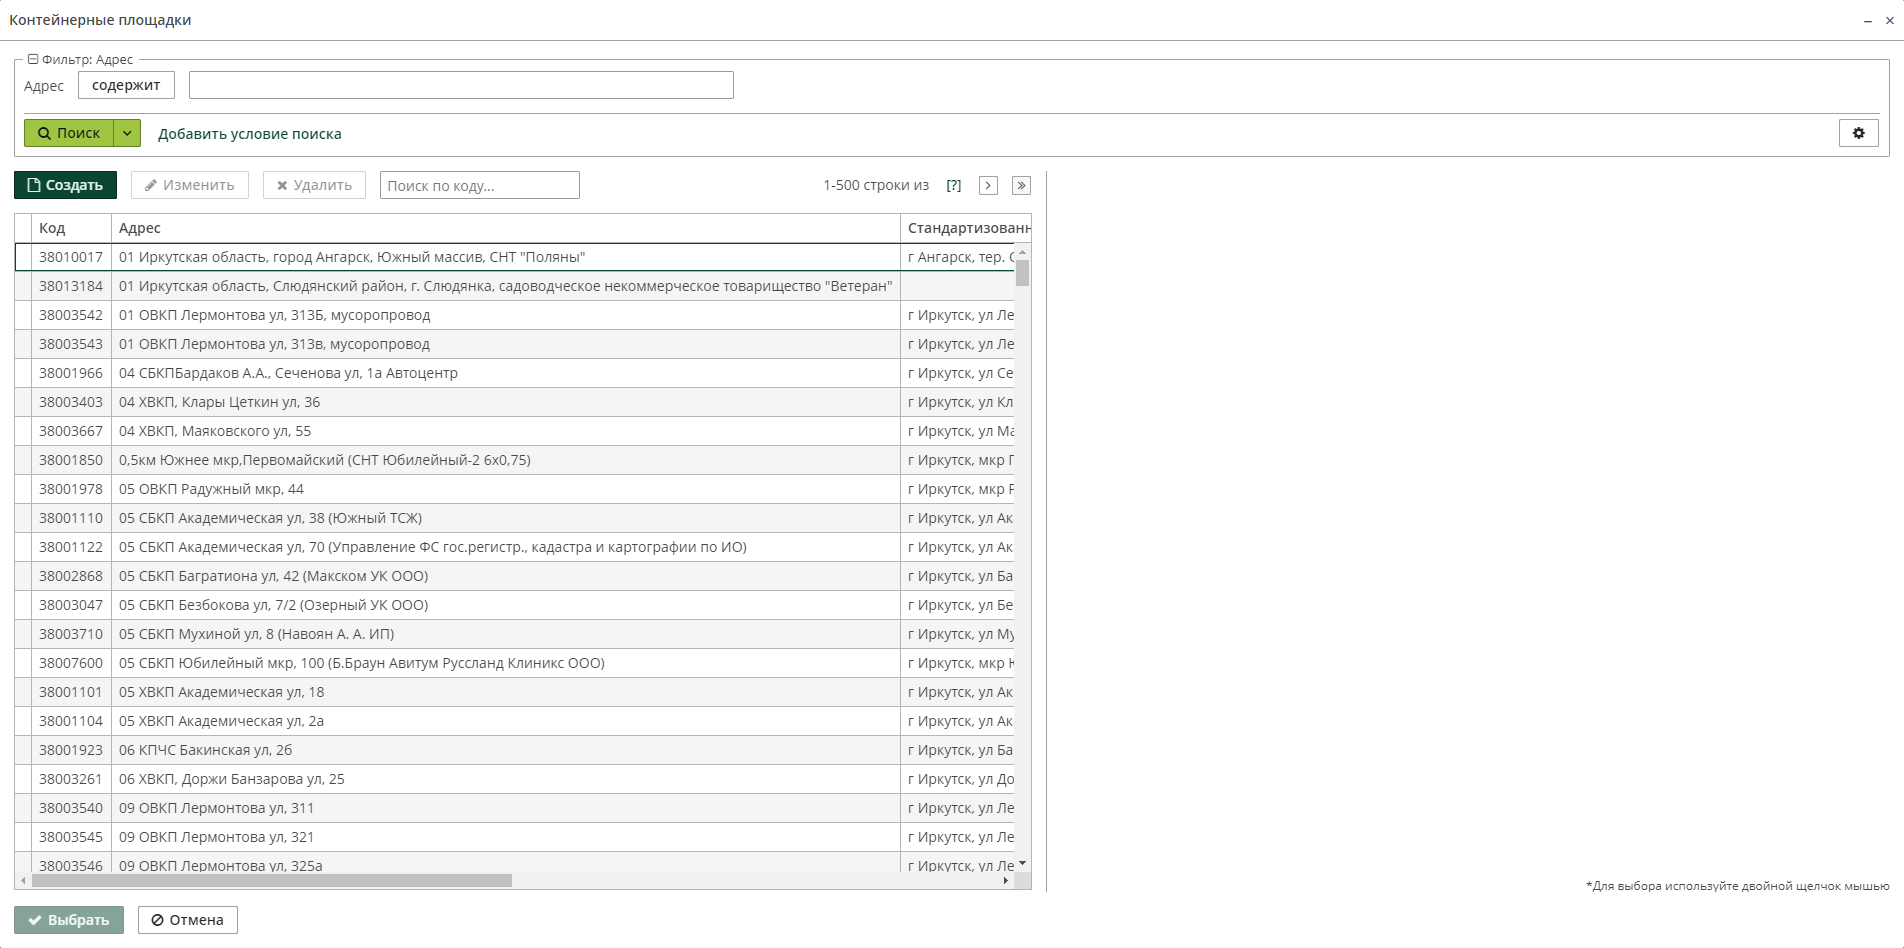 Контейнерные площадки
Фильтр: Адрес
Адрес содержит
Поиск Добавить условие поиска
Создать Изменить Удалить Поиск по коду... 1-500 строки из [?]
Код Адрес Стандартизованн
38010017 01 Иркутская область, город Ангарск, Южный массив, СНТ "Поляны" г Ангарск, тер. С
38013184 01 Иркутская область, Слюдянский район, г. Слюдянка, садоводческое некоммерческое товарищество "Ветеран"
38003542 01 ОВКП Лермонтова ул, 313Б, мусоропровод г Иркутск, ул Ле
38003543 01 ОВКП Лермонтова ул, 313в, мусоропровод г Иркутск, ул Ле
38001966 04 СБКПБардаков А.А., Сеченова ул, 1а Автоцентр г Иркутск, ул Се
38003403 04 ХВКП, Клары Цеткин ул, 36 г Иркутск, ул Кл
38003667 04 ХВКП, Маяковского ул, 55 г Иркутск, ул Ма
38001850 0,5км Южнее мкр,Первомайский (СНТ Юбилейный-2 6х0,75) г Иркутск, мкр П
38001978 05 ОВКП Радужный мкр, 44 г Иркутск, мкр Р
38001110 05 СБКП Академическая ул, 38 (Южный ТСЖ) г Иркутск, ул Ак
38001122 05 СБКП Академическая ул, 70 (Управление ФС гос.регистр., кадастра и картографии по ИО) г Иркутск, ул Ак
38002868 05 СБКП Багратиона ул, 42 (Макском УК ООО) г Иркутск, ул Ба
38003047 05 СБКП Безбокова ул, 7/2 (Озерный УК ООО) г Иркутск, ул Бе
38003710 05 СБКП Мухиной ул, 8 (Навоян А. А. ИП) г Иркутск, ул Му
38007600 05 СБКП Юбилейный мкр, 100 (Б.Браун Авитум Руссланд Клиникс ООО) г Иркутск, мкр Ю
38001101 05 ХВКП Академическая ул, 18 г Иркутск, ул Ак
38001104 05 ХВКП Академическая ул, 2а г Иркутск, ул Ак
38001923 06 КПЧС Бакинская ул, 2б г Иркутск, ул Ба
38003261 06 ХВКП, Доржи Банзарова ул, 25 г Иркутск, ул До
38003540 09 ОВКП Лермонтова ул, 311 г Иркутск, ул Ле
38003545 09 ОВКП Лермонтова ул, 321 г Иркутск, ул Ле
38003546 09 ОВКП Лермонтова ул, 325а г Иркутск, ул Ле
*Для выбора используйте двойной щелчок мышью
Выбрать Отмена